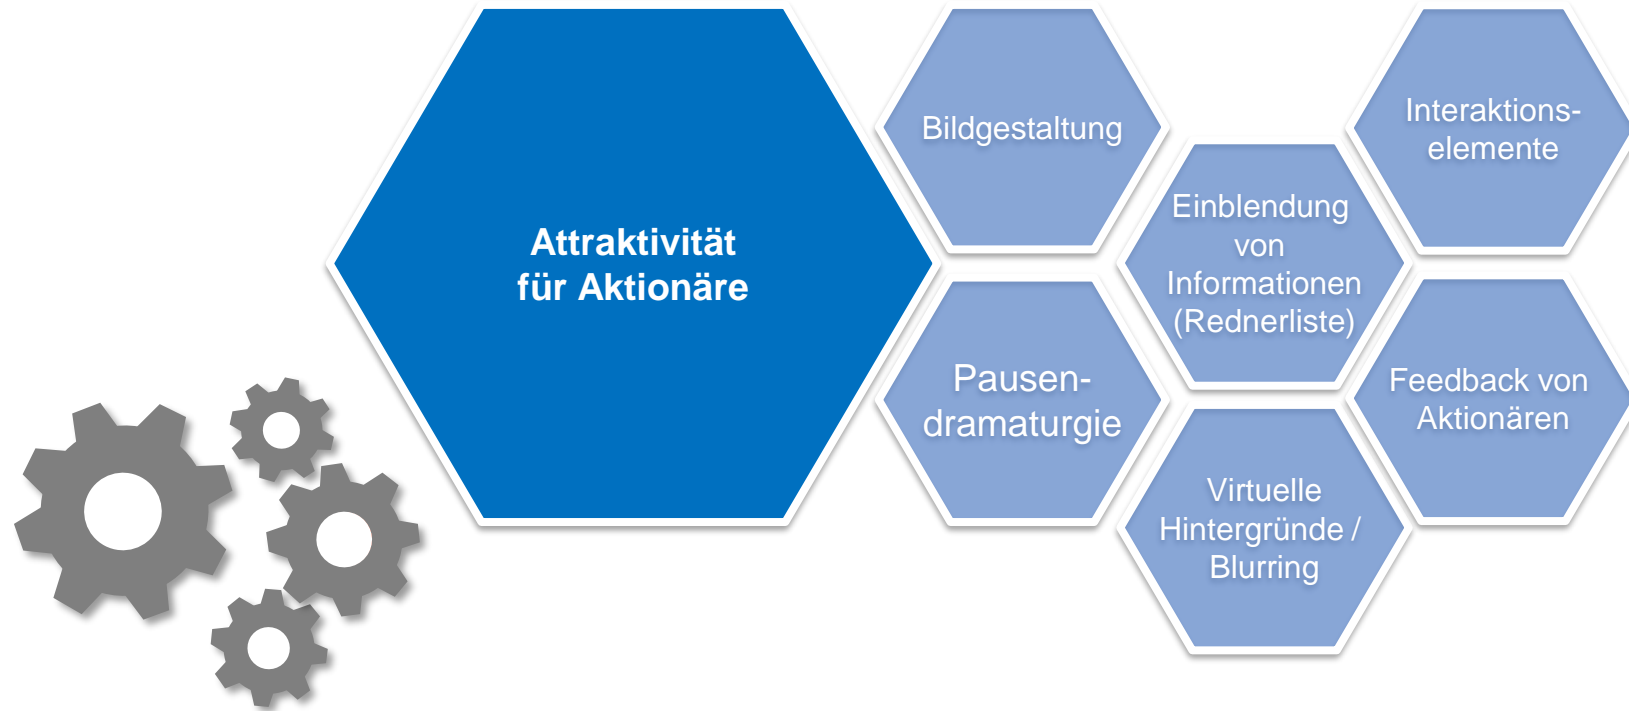 Attraktivität
für Aktionäre
Bildgestaltung
Pausen-
dramaturgie
Einblendung
von
Informationen
(Rednerliste)
Virtuelle
Hintergründe /
Blurring
Interaktions-
elemente
Feedback von
Aktionären